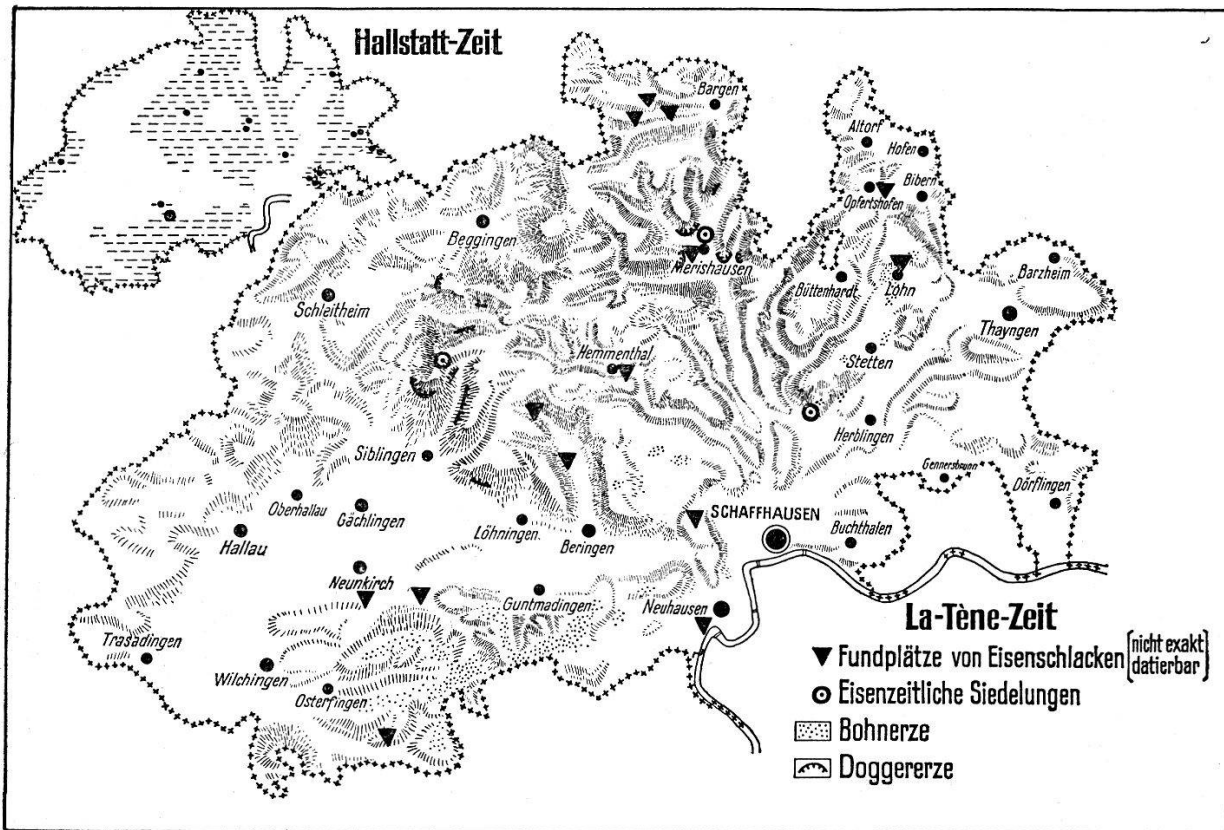 Hallstatt-Zeit
Bargen
Altorf
Hofen
Bibern
Opfertshofen
Beggingen
Merishausen
Barzheim
Schleitheim
Büttenhardt
Lohn
Thayngen
Hemmenthal
Stetten
Herblingen
Siblingen
Gennersbrunn
Dörflingen
Oberhallau
Gächlingen
Löhningen
SCHAFFHAUSEN
Buchthalen
Hallau
Beringen
Neunkirch
Guntmadingen
Neuhausen
Trasadingen
Wilchingen
Osterfingen
La-Tène-Zeit
Fundplätze von Eisenschlacken [nicht exakt
datierbar]
Eisenzeitliche Siedelungen
Bohnerze
Doggererze